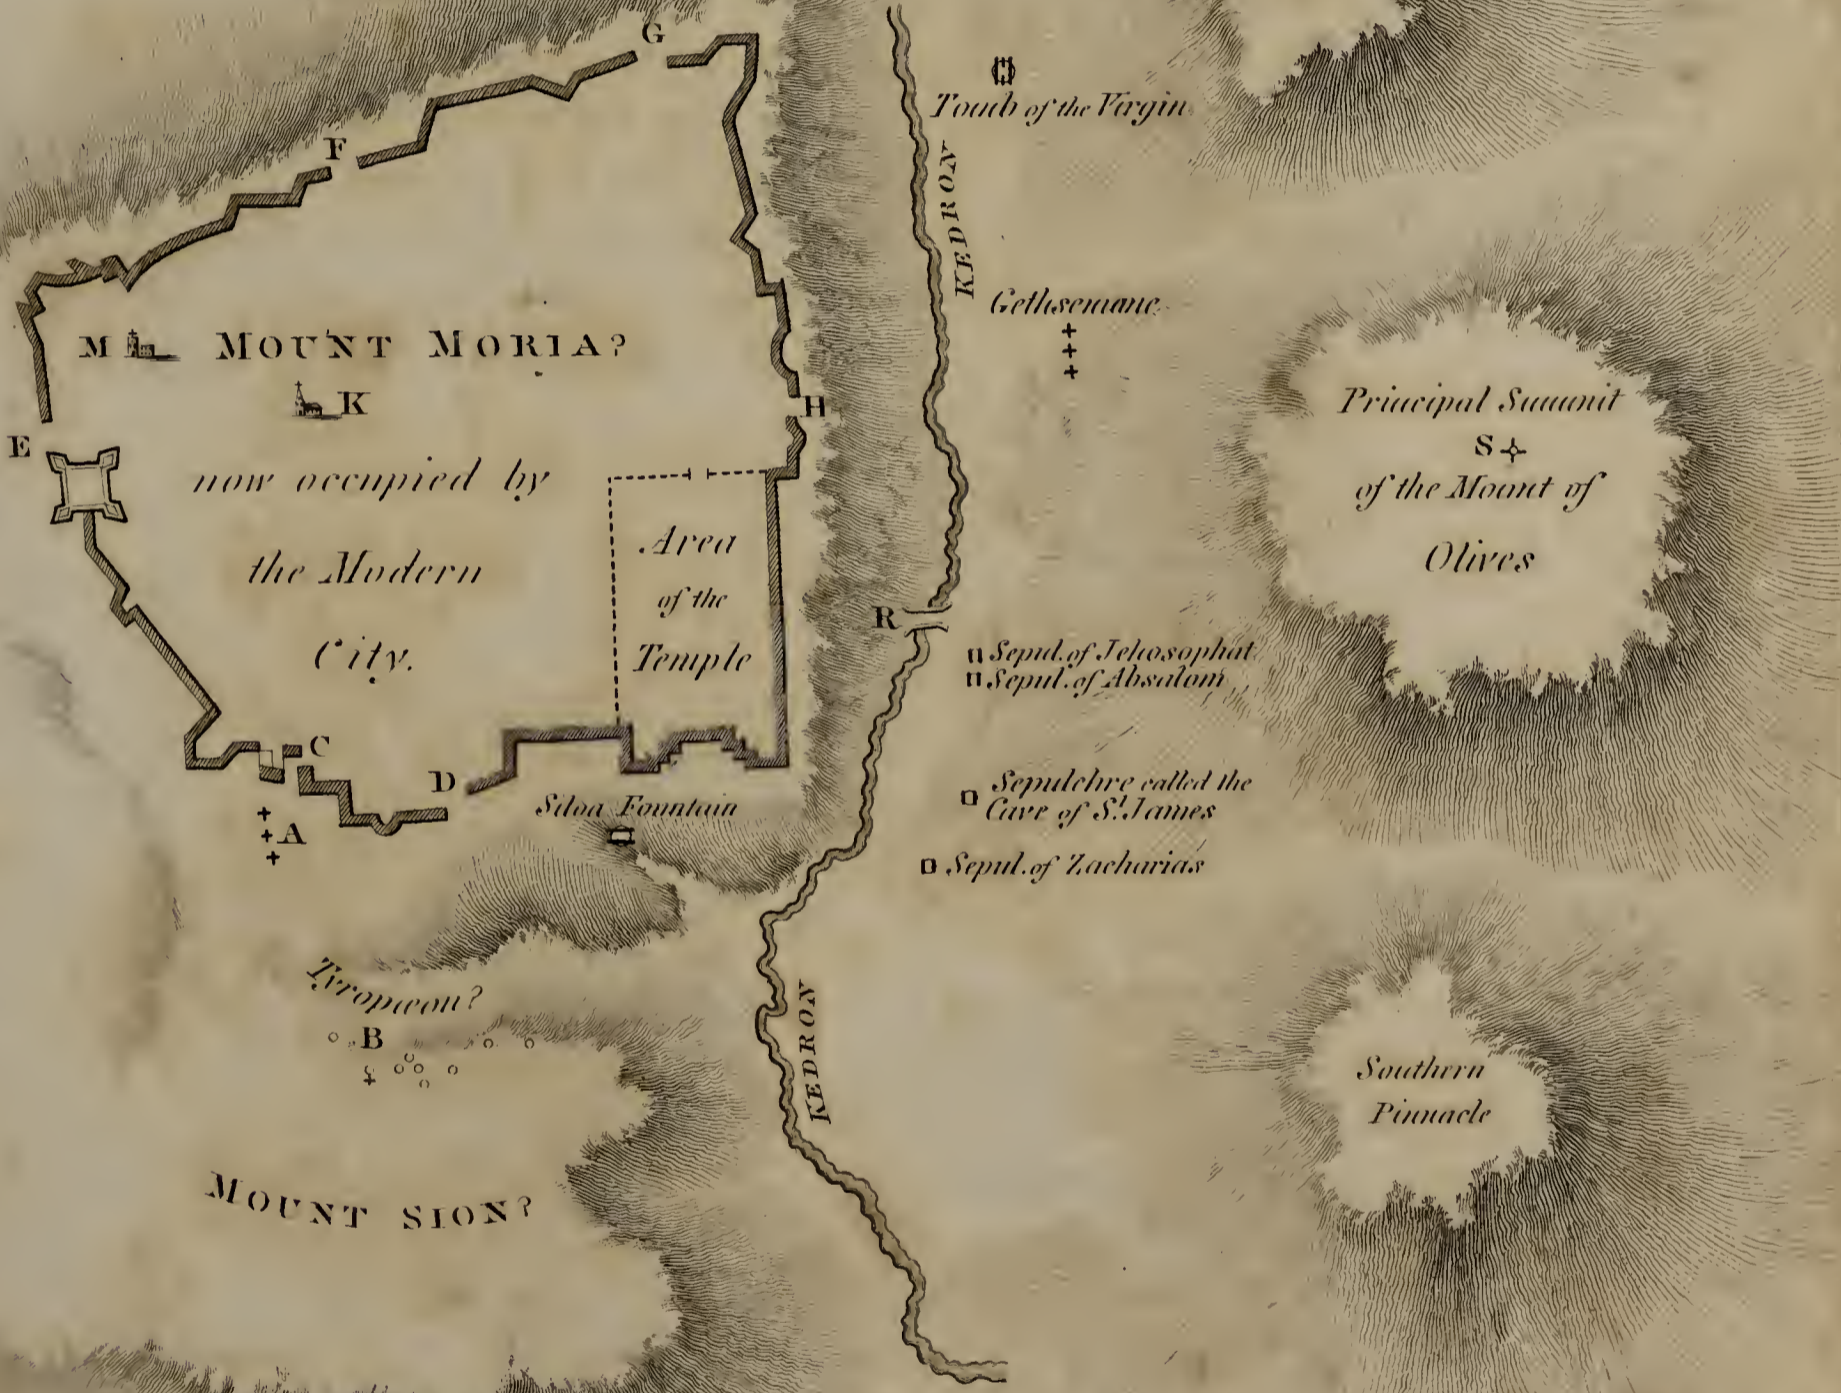 G
Tomb of the Virgin
F
KEDRON
Gethsemane
M MOUNT MORIA?
K
H
E
now occupied by
the Modern
City.
Area
of the
Temple
Principal Summit
S
of the Mount of
Olives
R
Sepul. of Jehosophat
Sepul. of Absalom
C
D
A
Siloa Fountain
Sepulchre called the
Cave of St. James
Sepul. of Zacharias
Tyropœon?
B
KEDRON
Southern
Pinnacle
MOUNT SION?